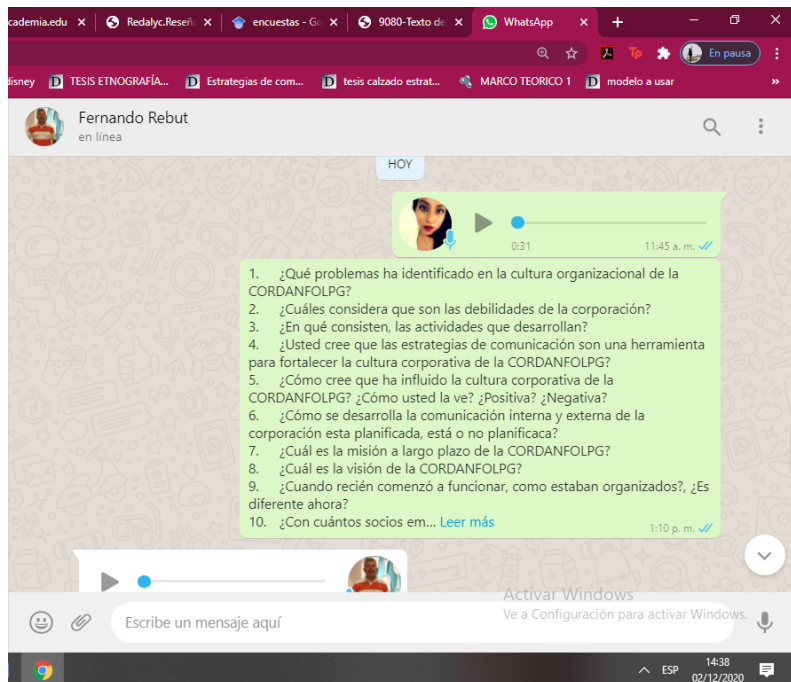 cademia.edu
Redalyc.Reseñ
encuestas - Go
9080-Texto de
WhatsApp
En pausa
disney
TESIS ETNOGRAFÍA...
Estrategias de com...
tesis calzado estrat...
MARCO TEORICO 1
modelo a usar
»
Fernando Rebut
en línea
HOY
0:31
11:45 a. m.
1. ¿Qué problemas ha identificado en la cultura organizacional de la
CORDANFOLPG?
2. ¿Cuáles considera que son las debilidades de la corporación?
3. ¿En qué consisten, las actividades que desarrollan?
4. ¿Usted cree que las estrategias de comunicación son una herramienta
para fortalecer la cultura corporativa de la CORDANFOLPG?
5. ¿Cómo cree que ha influido la cultura corporativa de la
CORDANFOLPG? ¿Cómo usted la ve? ¿Positiva? ¿Negativa?
6. ¿Cómo se desarrolla la comunicación interna y externa de la
corporación esta planificada, está o no planificaca?
7. ¿Cuál es la misión a largo plazo de la CORDANFOLPG?
8. ¿Cuál es la visión de la CORDANFOLPG?
9. ¿Cuando recién comenzó a funcionar, como estaban organizados?, ¿Es
diferente ahora?
10. ¿Con cuántos socios em... Leer más
1:10 p. m.
Activar Windows
Ve a Configuración para activar Windows.
Escribe un mensaje aquí
ESP
14:38
02/12/2020